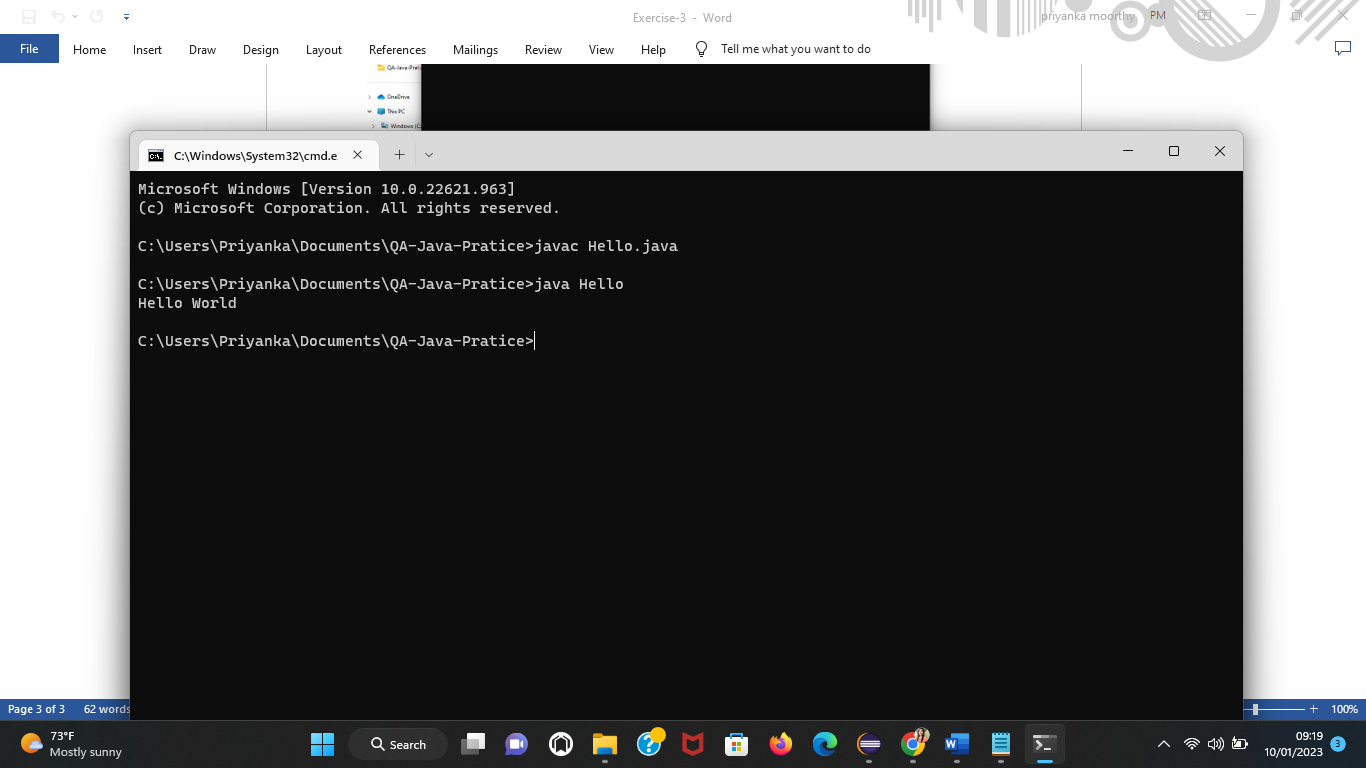 Exercise-3 - Word
priyanka moorthy PM
File Home Insert Draw Design Layout References Mailings Review View Help Tell me what you want to do
OneDrive
This PC
C:\Windows\System32\cmd.e
Microsoft Windows [Version 10.0.22621.963]
(c) Microsoft Corporation. All rights reserved.
C:\Users\Priyanka\Documents\QA-Java-Pratice>javac Hello.java
C:\Users\Priyanka\Documents\QA-Java-Pratice>java Hello
Hello World
C:\Users\Priyanka\Documents\QA-Java-Pratice>
Page 3 of 3 62 words 100%
73°F
Mostly sunny
Search
09:19
10/01/2023 3